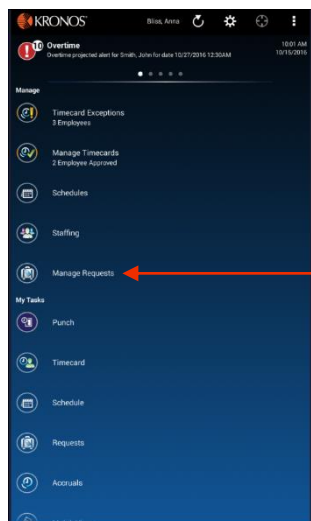 KRONOS
Bliss, Anna
10
Overtime
Overtime projected alert for Smith, John for date 10/27/2016 12:30AM
10:01 AM
10/15/2016
Manage
Timecard Exceptions
3 Employees
Manage Timecards
2 Employee Approved
Schedules
Staffing
Manage Requests
My Tasks
Punch
Timecard
Schedule
Requests
Accruals